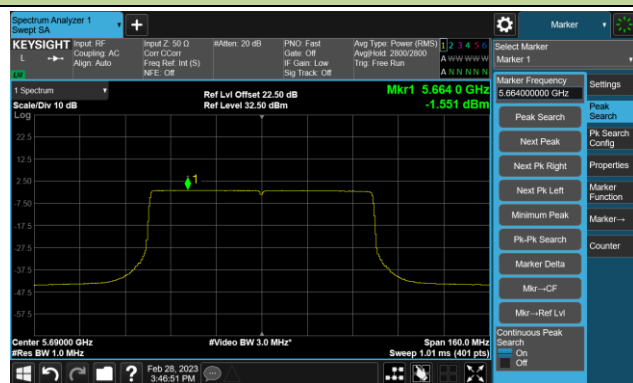 Spectrum Analyzer 1
Swept SA
Marker
KEYSIGHT
L
Input: RF
Coupling: AC
Align: Auto
Input Z: 50 Ω
Corr CCorr
Freq Ref: Int (S)
NFE: Off
#Atten: 20 dB
PNO: Fast
Gate: Off
IF Gain: Low
Sig Track: Off
Avg Type: Power (RMS)
Avg|Hold: 2800/2800
Trig: Free Run
1 2 3 4 5 6
A W W W W W
A N N N N N
Select Marker
Marker 1
1 Spectrum
Scale/Div 10 dB
Log
Ref Lvl Offset 22.50 dB
Ref Level 32.50 dBm
Mkr1 5.664 0 GHz
-1.551 dBm
22.5
12.5
2.50
-7.50
-17.5
-27.5
-37.5
-47.5
-57.5
1
Center 5.69000 GHz
#Res BW 1.0 MHz
#Video BW 3.0 MHz*
Span 160.0 MHz
Sweep 1.01 ms (401 pts)
Marker Frequency
5.664000000 GHz
Peak Search
Next Peak
Next Pk Right
Next Pk Left
Minimum Peak
Pk-Pk Search
Marker Delta
Mkr→CF
Mkr→Ref Lvl
Continuous Peak
Search
On
Off
Settings
Peak
Search
Pk Search
Config
Properties
Marker
Function
Marker→
Counter
?
Feb 28, 2023
3:46:51 PM